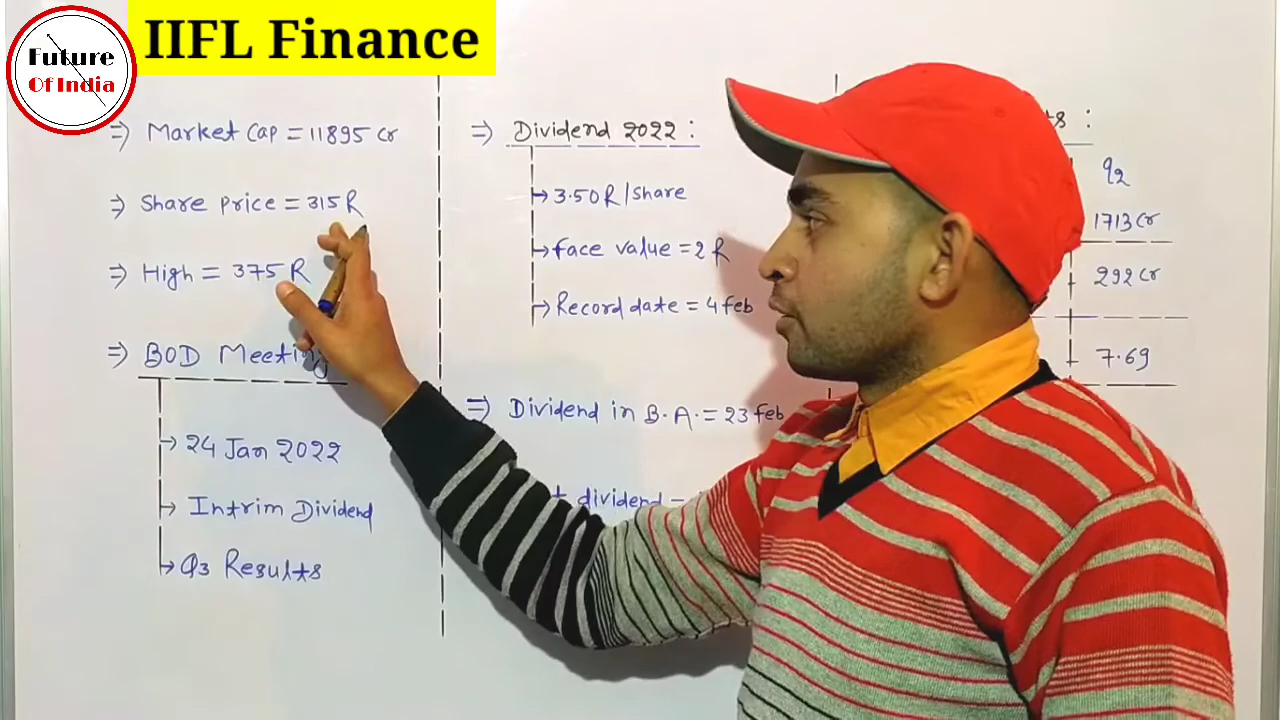 Future
Of India
IIFL Finance
⇒ Market Cap = 11895 cr
⇒ Share price = 315 R
⇒ High = 375 R
⇒ BOD Meeting
→ 24 Jan 2022
→ Intrim Dividend
→ Q3 Results
⇒ Dividend 2022 :
→ 3.50 R/share
→ face value = 2 R
→ Record date = 4 feb
⇒ Dividend in B.A. = 23 feb
dividend =
q2
1713 cr
292 cr
7.69